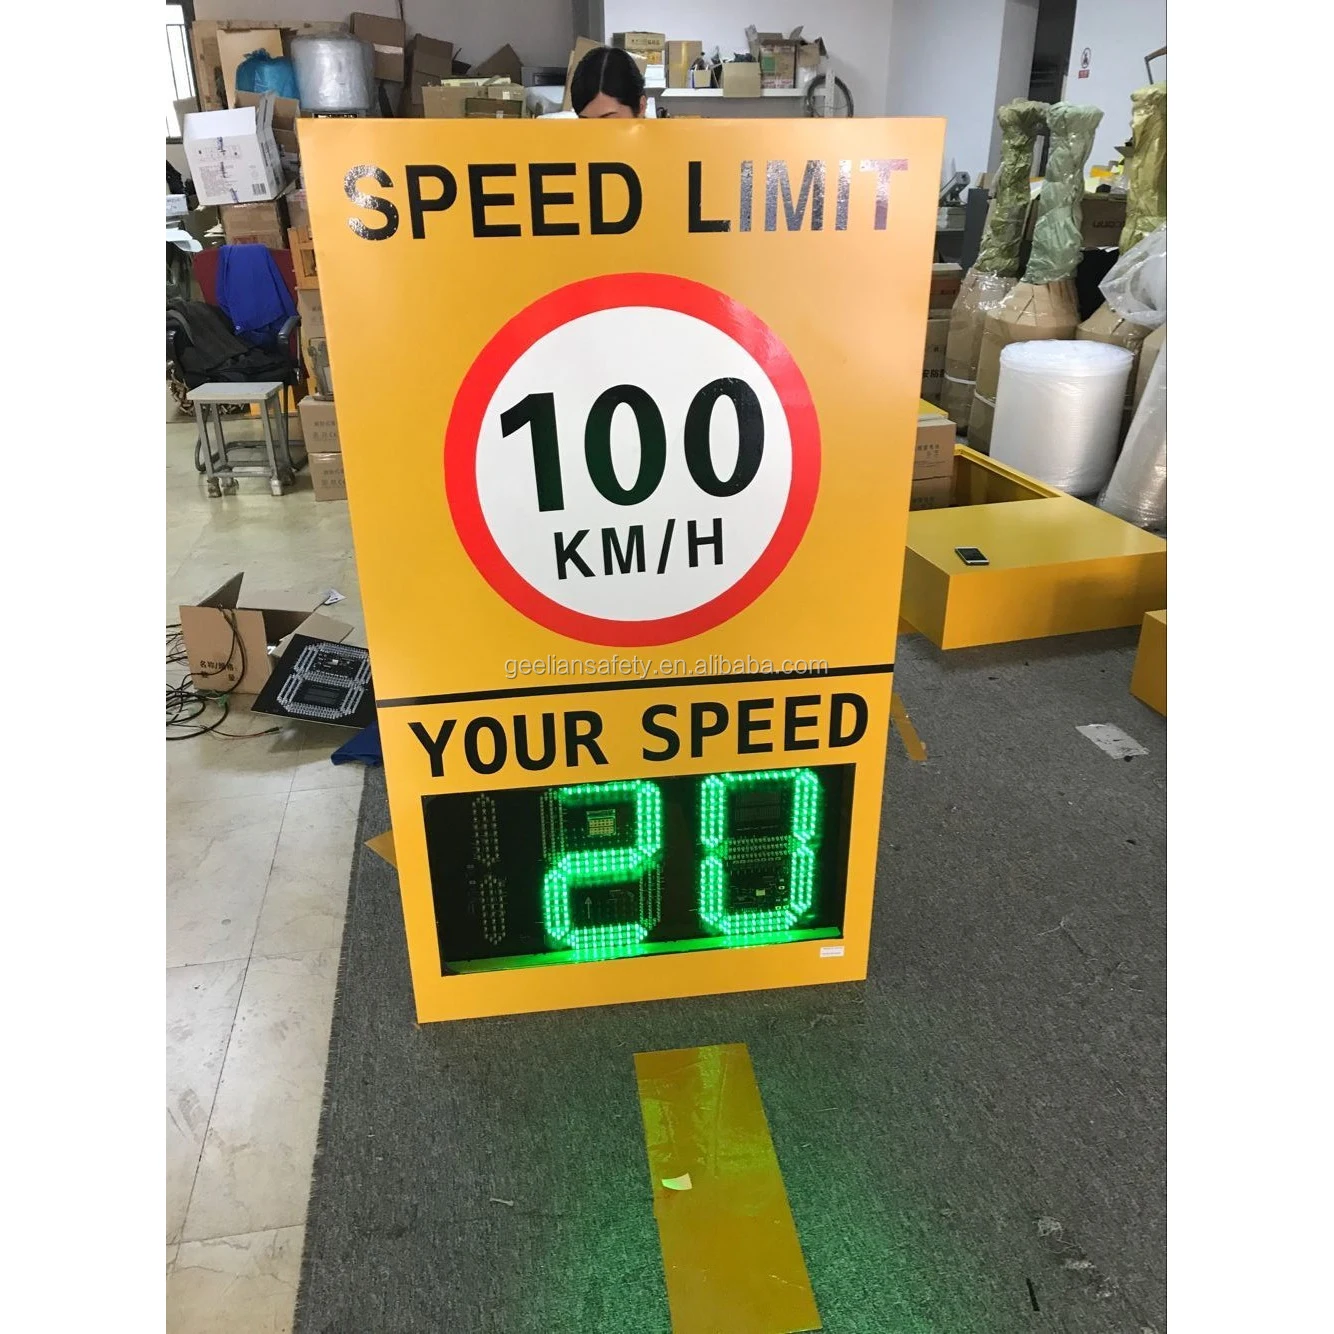 SPEED LIMIT
100
KM/H
geeliansafety.en.alibaba.com
YOUR SPEED
20